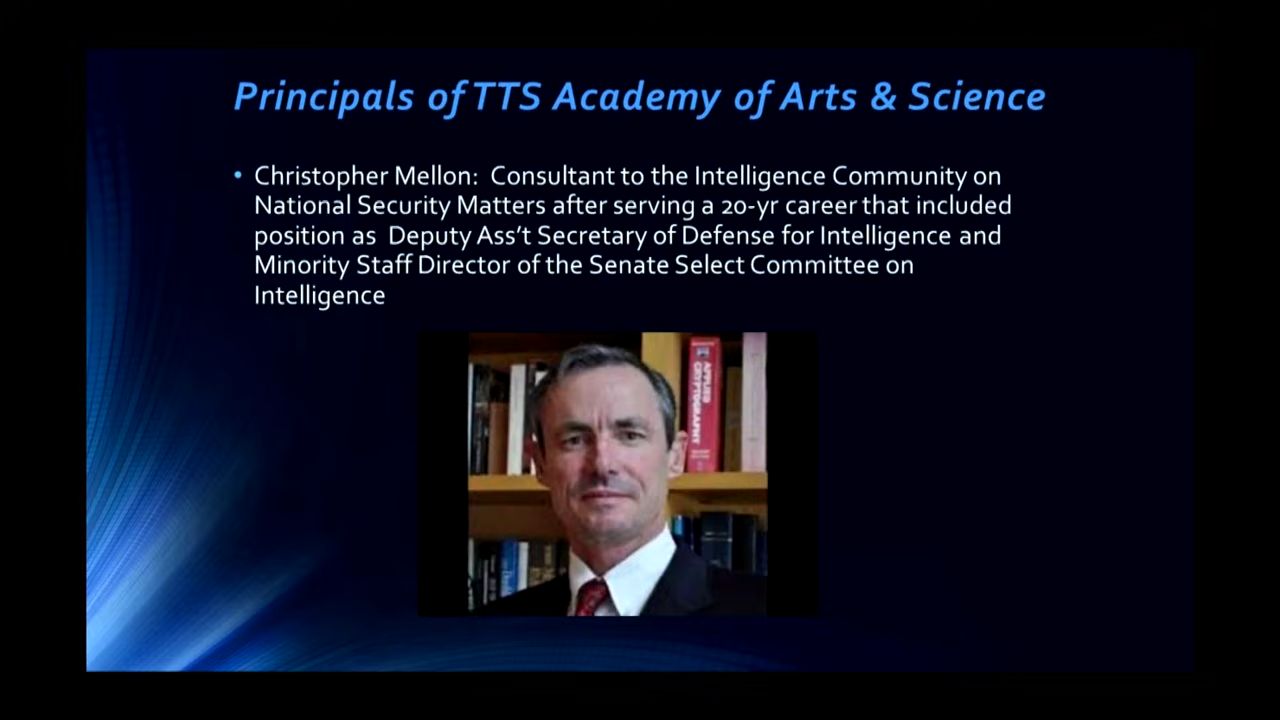 Principals of TTS Academy of Arts & Science
• Christopher Mellon:  Consultant to the Intelligence Community on
National Security Matters after serving a 20-yr career that included
position as  Deputy Ass’t Secretary of Defense for Intelligence and
Minority Staff Director of the Senate Select Committee on
Intelligence
APPLIED
CRYPTOGRAPHY